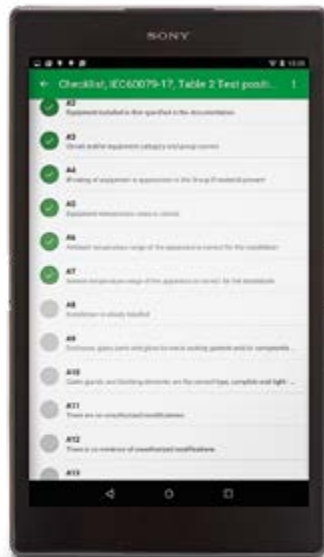 SONY
Checklist, IEC60079-17, Table 2 Test positi...
A2
Equipment installed is that specified in the documentation
A3
Circuit and/or equipment category and group correct
A4
IP rating of equipment is appropriate to the Group III material present
A5
Equipment temperature class is correct
A6
Ambient temperature range of the apparatus is correct for the installation
A7
Service temperature range of the apparatus is correct for the installation
A8
Installation is clearly labelled
A9
Enclosure, glass parts and glass-to-metal sealing gaskets and/or compounds ...
A10
Cable glands and blanking elements are the correct type, complete and tight ...
A11
There are no unauthorized modifications
A12
There is no evidence of unauthorized modifications
A13